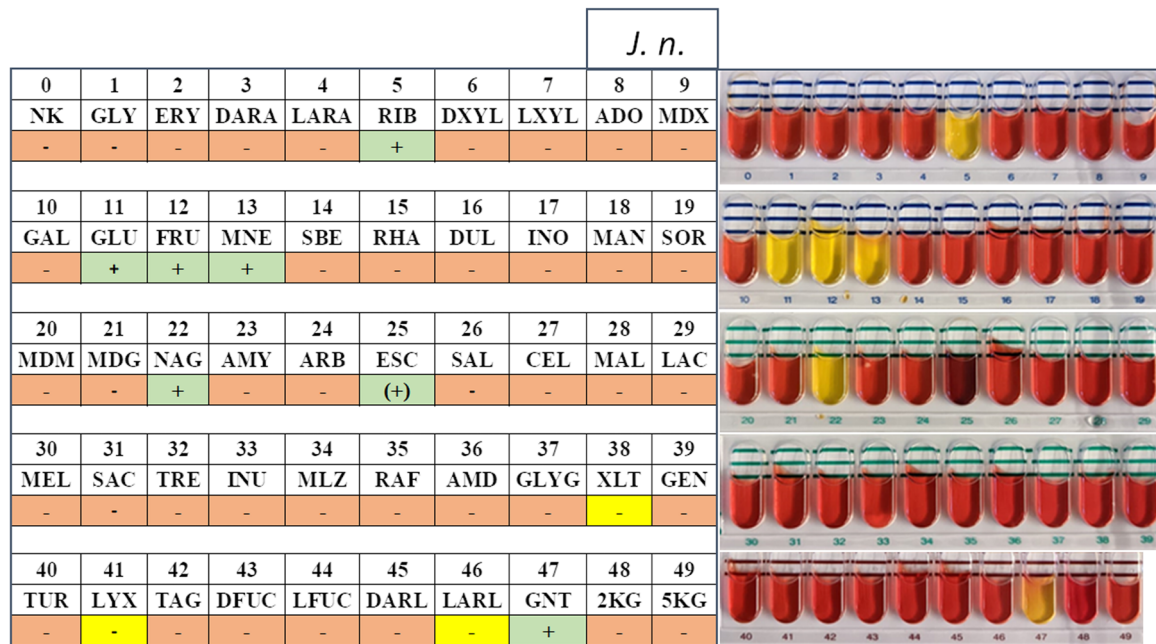 J. n.
0 1 2 3 4 5 6 7 8 9
NK GLY ERY DARA LARA RIB DXYL LXYL ADO MDX
- - - - - + - - - -
0 1 2 3 4 5 6 7 8 9
10 11 12 13 14 15 16 17 18 19
GAL GLU FRU MNE SBE RHA DUL INO MAN SOR
- + + + - - - - - -
10 11 12 13 14 15 16 17 18 19
20 21 22 23 24 25 26 27 28 29
MDM MDG NAG AMY ARB ESC SAL CEL MAL LAC
- - + - - (+) - - - -
20 21 22 23 24 25 26 27 28 29
30 31 32 33 34 35 36 37 38 39
MEL SAC TRE INU MLZ RAF AMD GLYG XLT GEN
- - - - - - - - - -
30 31 32 33 34 35 36 37 38 39
40 41 42 43 44 45 46 47 48 49
TUR LYX TAG DFUC LFUC DARL LARL GNT 2KG 5KG
- - - - - - - + - -
40 41 42 43 44 45 46 47 48 49